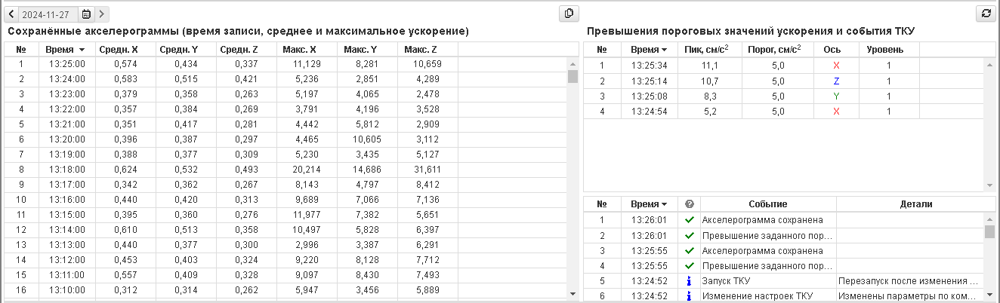 2024-11-27
Сохранённые акселерограммы (время записи, среднее и максимальное ускорение)
№ Время Средн. X Средн. Y Средн. Z Макс. X Макс. Y Макс. Z
1 13:25:00 0,574 0,434 0,337 11,129 8,281 10,659
2 13:24:00 0,583 0,515 0,421 5,236 2,851 4,289
3 13:23:00 0,379 0,358 0,263 5,197 4,065 2,478
4 13:22:00 0,357 0,384 0,269 3,791 4,196 3,528
5 13:21:00 0,351 0,417 0,281 4,442 5,812 2,909
6 13:20:00 0,396 0,387 0,297 4,465 10,605 3,112
7 13:19:00 0,388 0,377 0,309 5,230 3,435 5,127
8 13:18:00 0,624 0,532 0,493 20,214 14,686 31,611
9 13:17:00 0,342 0,362 0,267 8,143 4,797 8,412
10 13:16:00 0,440 0,420 0,313 9,689 7,066 7,136
11 13:15:00 0,395 0,360 0,276 11,977 7,382 5,651
12 13:14:00 0,610 0,513 0,358 10,497 5,828 6,397
13 13:13:00 0,440 0,377 0,300 2,996 3,387 6,291
14 13:12:00 0,453 0,403 0,324 9,220 8,128 7,712
15 13:11:00 0,557 0,409 0,328 9,097 8,430 7,493
16 13:10:00 0,312 0,314 0,262 5,947 3,456 5,889
Превышения пороговых значений ускорения и события ТКУ
№ Время Пик, см/с² Порог, см/с² Ось Уровень
1 13:25:34 11,1 5,0 X 1
2 13:25:14 10,7 5,0 Z 1
3 13:25:08 8,3 5,0 Y 1
4 13:24:54 5,2 5,0 X 1
№ Время ? Событие Детали
1 13:26:01 Акселерограмма сохранена
2 13:26:01 Превышение заданного пор...
3 13:25:55 Акселерограмма сохранена
4 13:25:55 Превышение заданного пор...
5 13:24:52 Запуск ТКУ Перезапуск после изменения ...
6 13:24:52 Изменение настроек ТКУ Изменены параметры по ком...